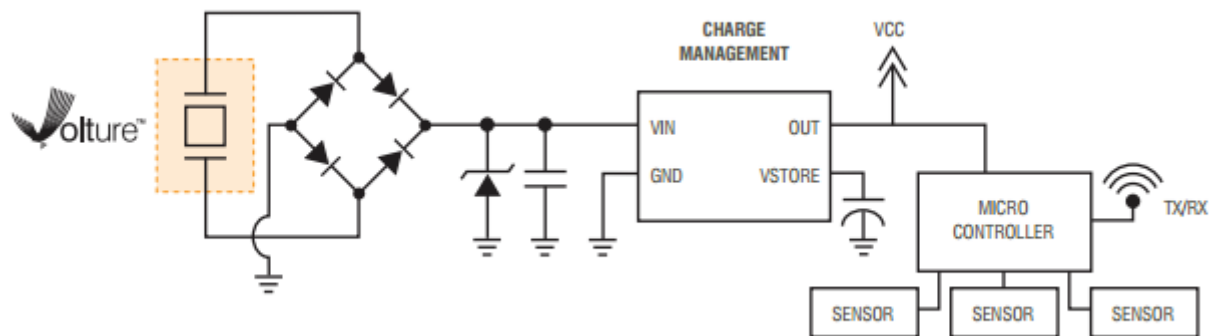 Volture™
CHARGE
MANAGEMENT
VCC
VIN
OUT
GND
VSTORE
MICRO
CONTROLLER
TX/RX
SENSOR
SENSOR
SENSOR